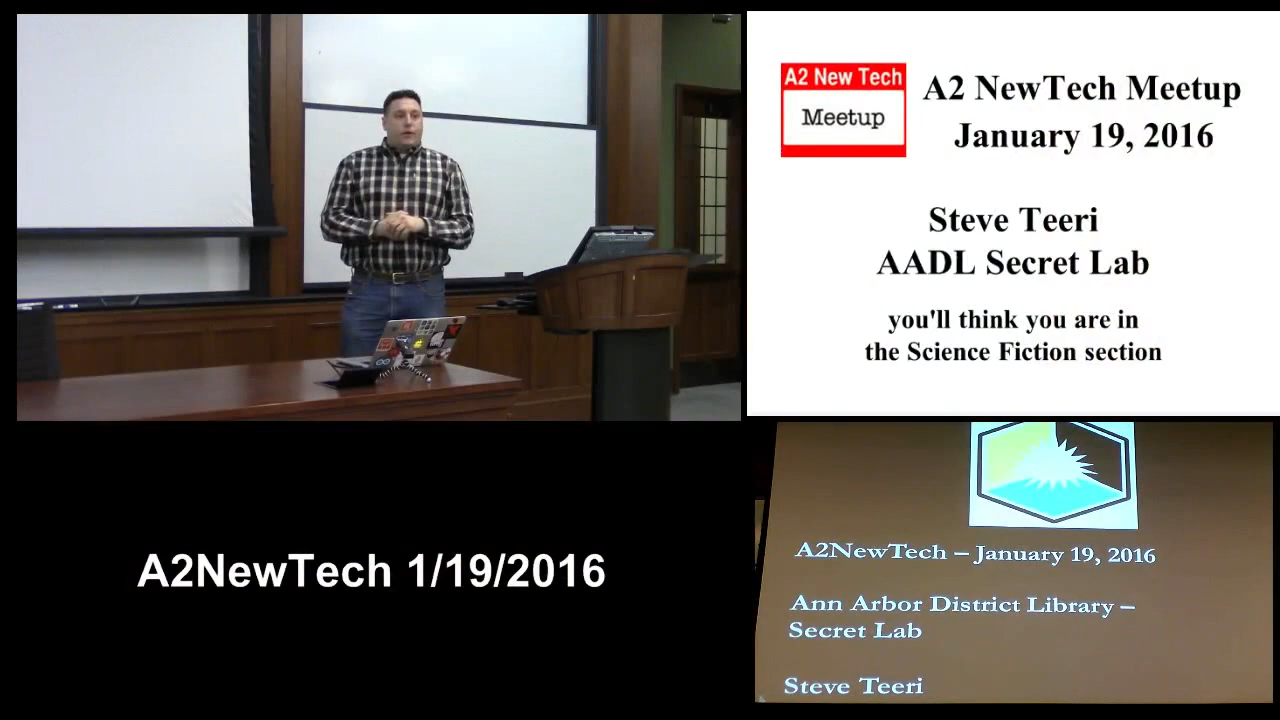 A2 New Tech
Meetup
A2 NewTech Meetup
January 19, 2016
Steve Teeri
AADL Secret Lab
you'll think you are in
the Science Fiction section
A2NewTech 1/19/2016
A2NewTech – January 19, 2016
Ann Arbor District Library –
Secret Lab
Steve Teeri